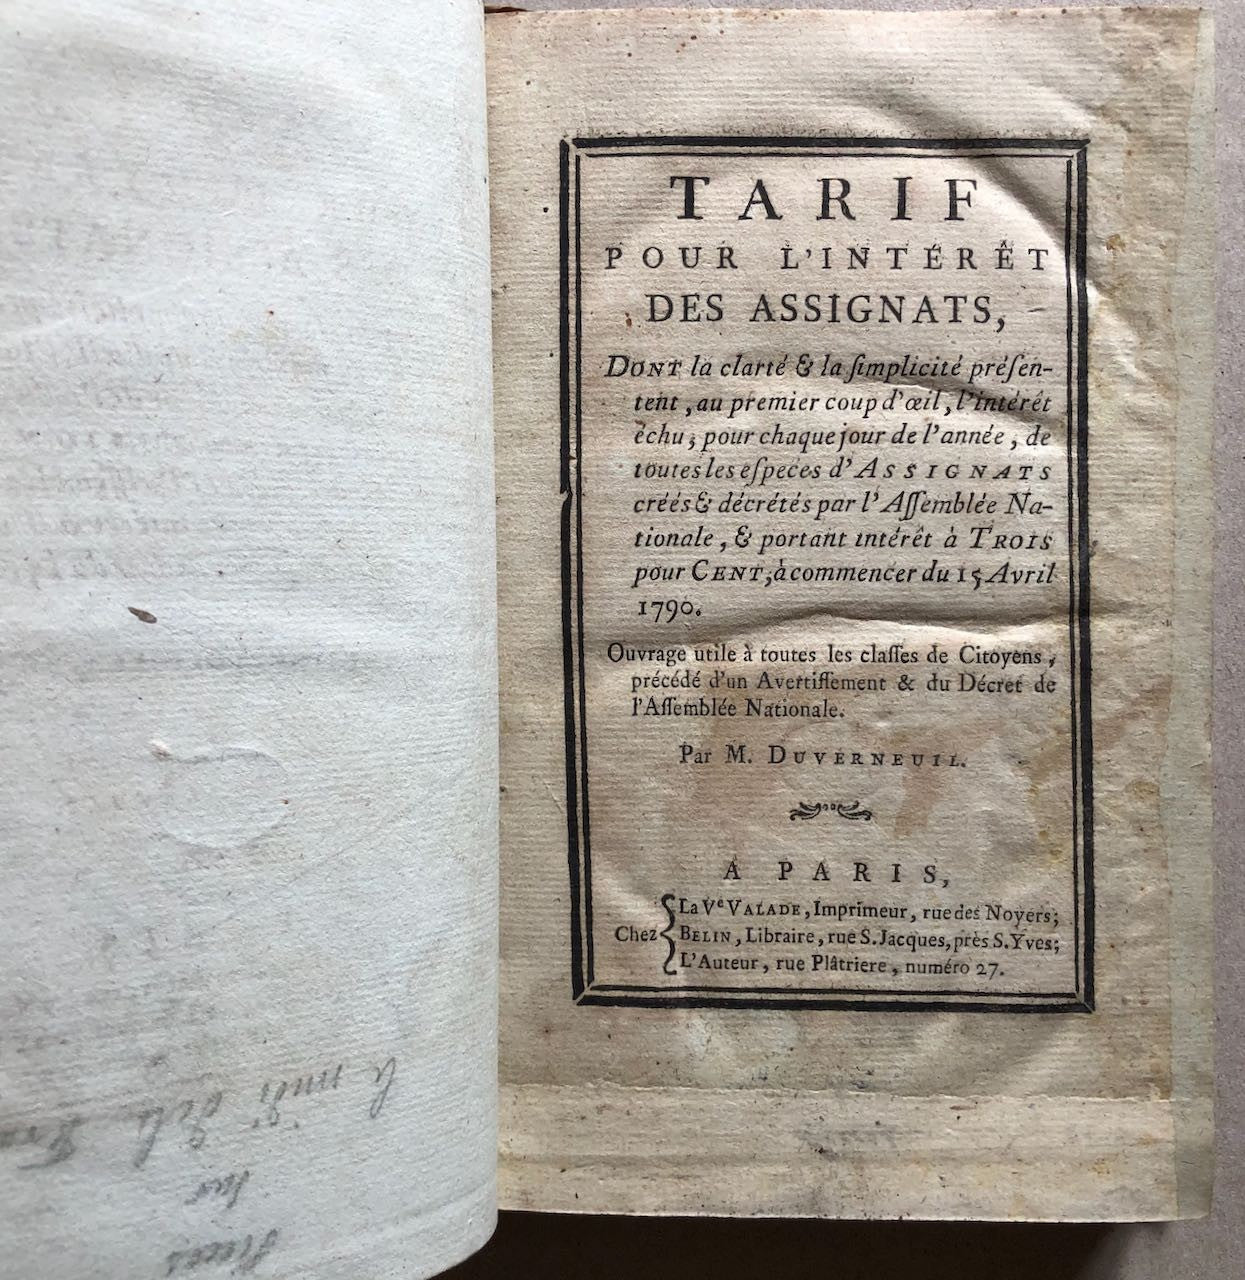 TARIF
POUR L'INTÉRÊT
DES ASSIGNATS,
DONT la clarté & la ſimplicité préſen-
tent, au premier coup d'œil, l'intérêt
échu, pour chaque jour de l'année, de
toutes les eſpeces d'ASSIGNATS
créés & décrétés par l'Aſſemblée Na-
tionale, & portant intérêt à TROIS
pour CENT, à commencer du 15 Avril
1790.
Ouvrage utile à toutes les claſſes de Citoyens,
précédé d'un Avertiſſement & du Décret de
l'Aſſemblée Nationale.
Par M. DUVERNEUIL.
A PARIS,
Chez
La Ve VALADE, Imprimeur, rue des Noyers;
BELIN, Libraire, rue S. Jacques, près S. Yves;
L'Auteur, rue Plâtriere, numéro 27.